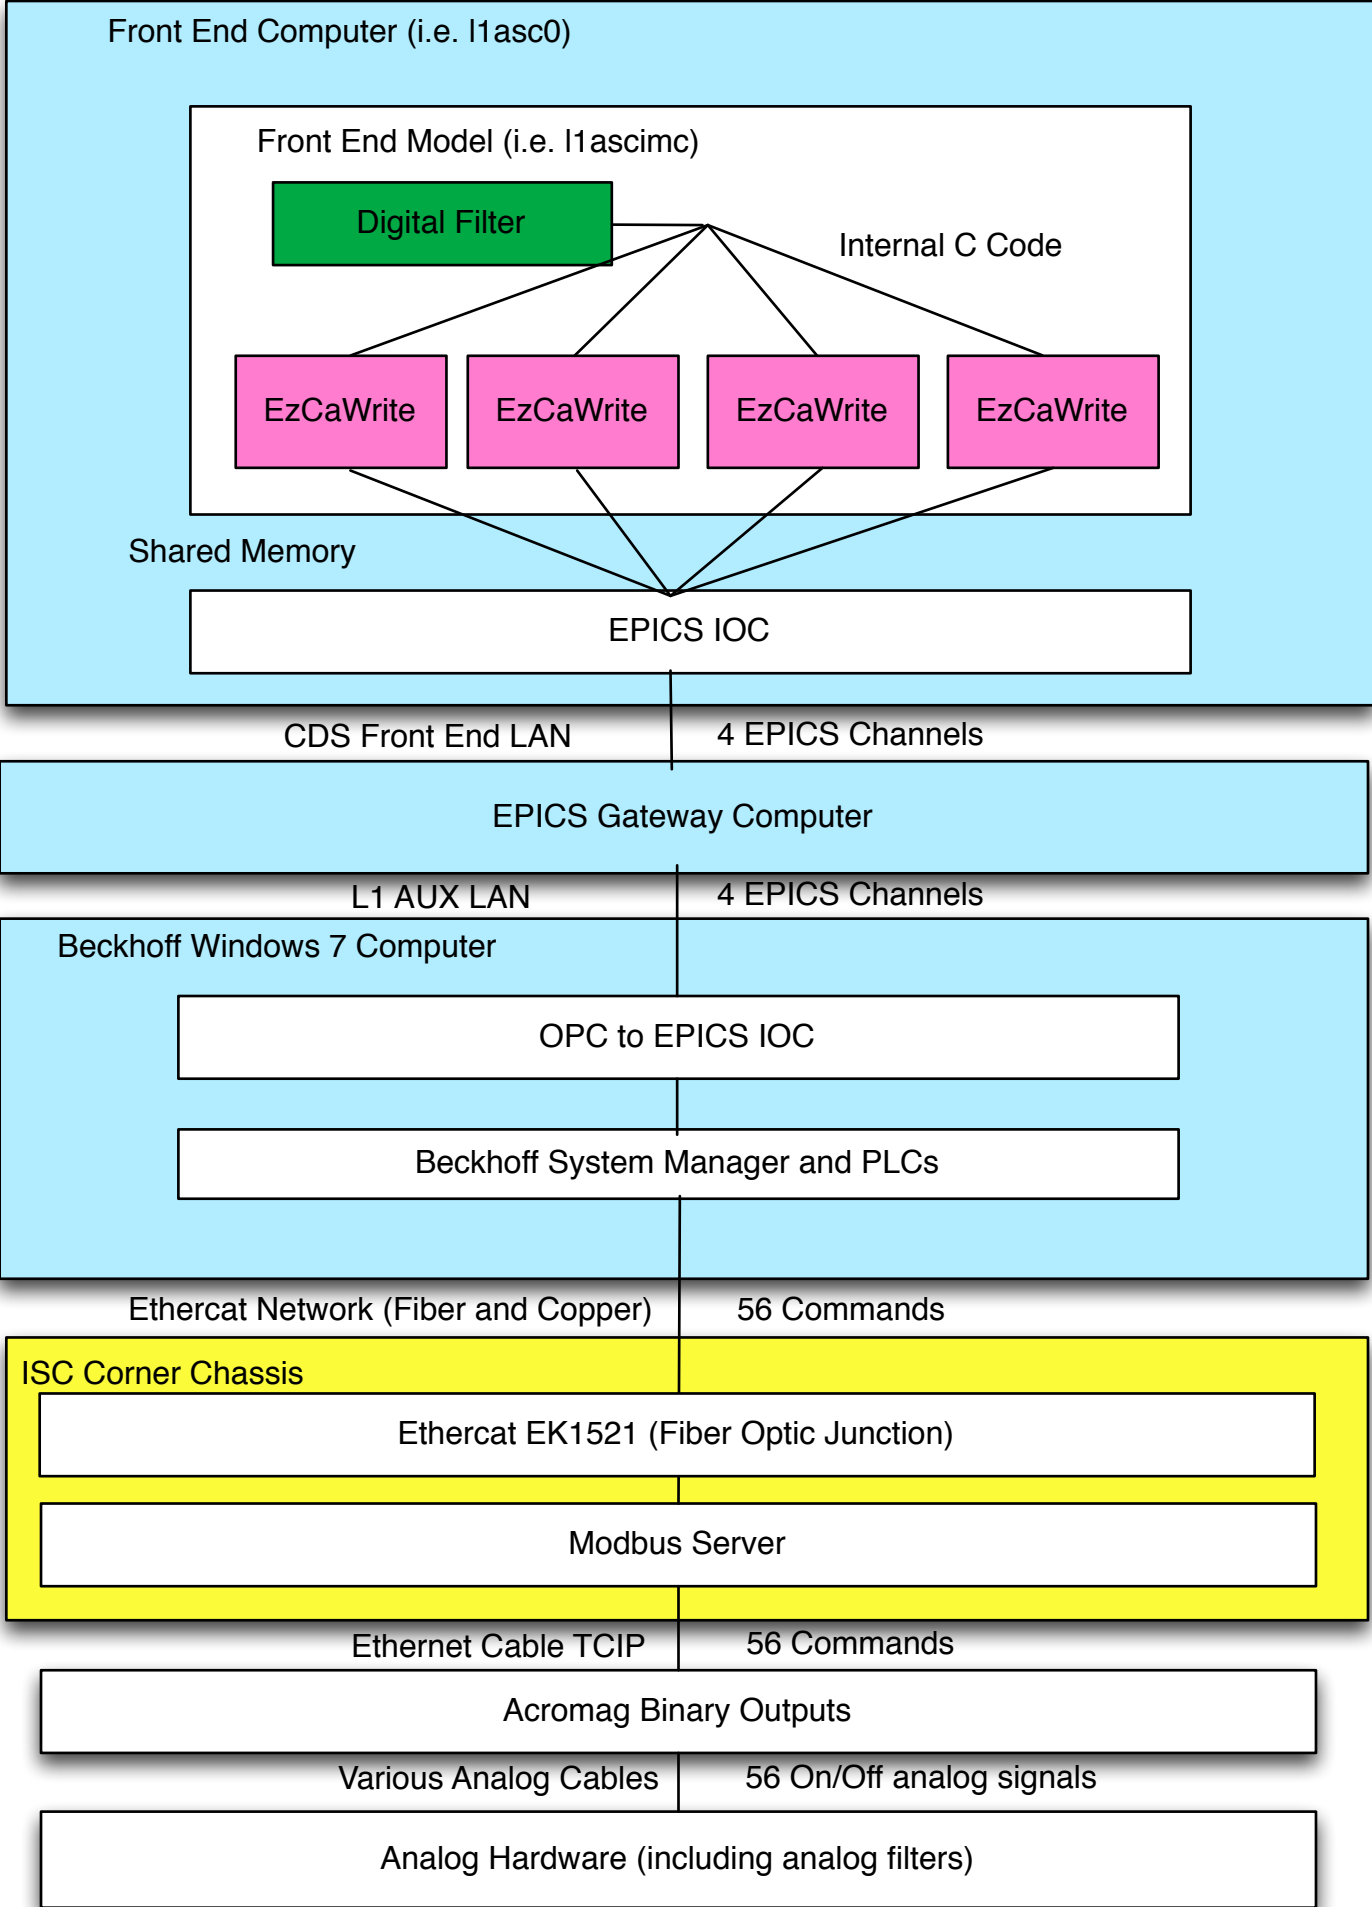 Front End Computer (i.e. l1asc0)
Front End Model (i.e. l1ascimc)
Digital Filter
Internal C Code
EzCaWrite EzCaWrite EzCaWrite EzCaWrite
Shared Memory
EPICS IOC
CDS Front End LAN 4 EPICS Channels
EPICS Gateway Computer
L1 AUX LAN 4 EPICS Channels
Beckhoff Windows 7 Computer
OPC to EPICS IOC
Beckhoff System Manager and PLCs
Ethercat Network (Fiber and Copper) 56 Commands
ISC Corner Chassis
Ethercat EK1521 (Fiber Optic Junction)
Modbus Server
Ethernet Cable TCIP 56 Commands
Acromag Binary Outputs
Various Analog Cables 56 On/Off analog signals
Analog Hardware (including analog filters)